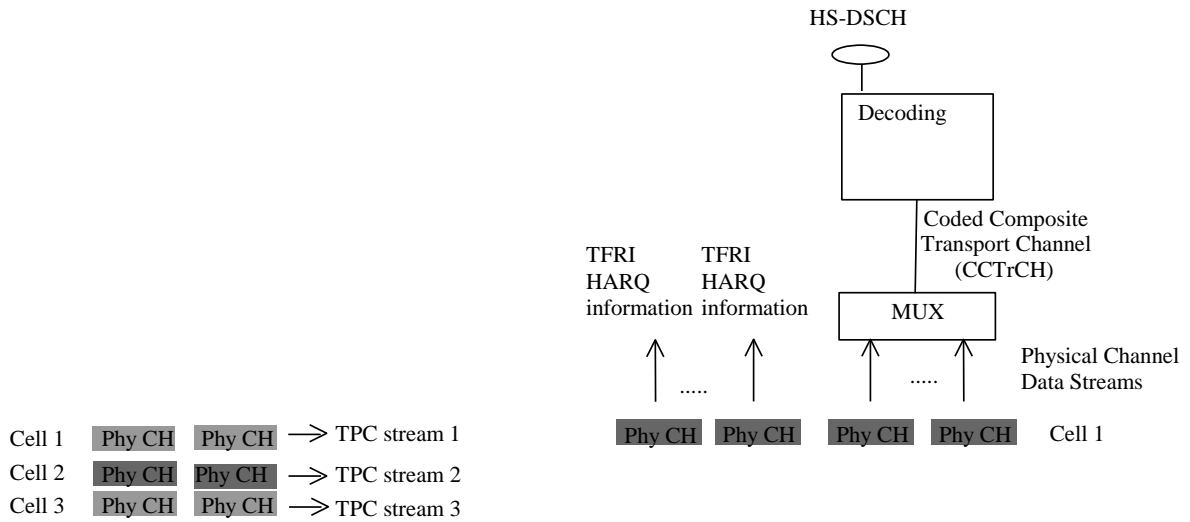 HS-DSCH
Decoding
Coded Composite
Transport Channel
(CCTrCH)
TFRI
HARQ
information
TFRI
HARQ
information
MUX
Physical Channel
Data Streams
.....
.....
Phy CH Phy CH Phy CH Phy CH Cell 1
Cell 1 Phy CH Phy CH TPC stream 1
Cell 2 Phy CH Phy CH TPC stream 2
Cell 3 Phy CH Phy CH TPC stream 3